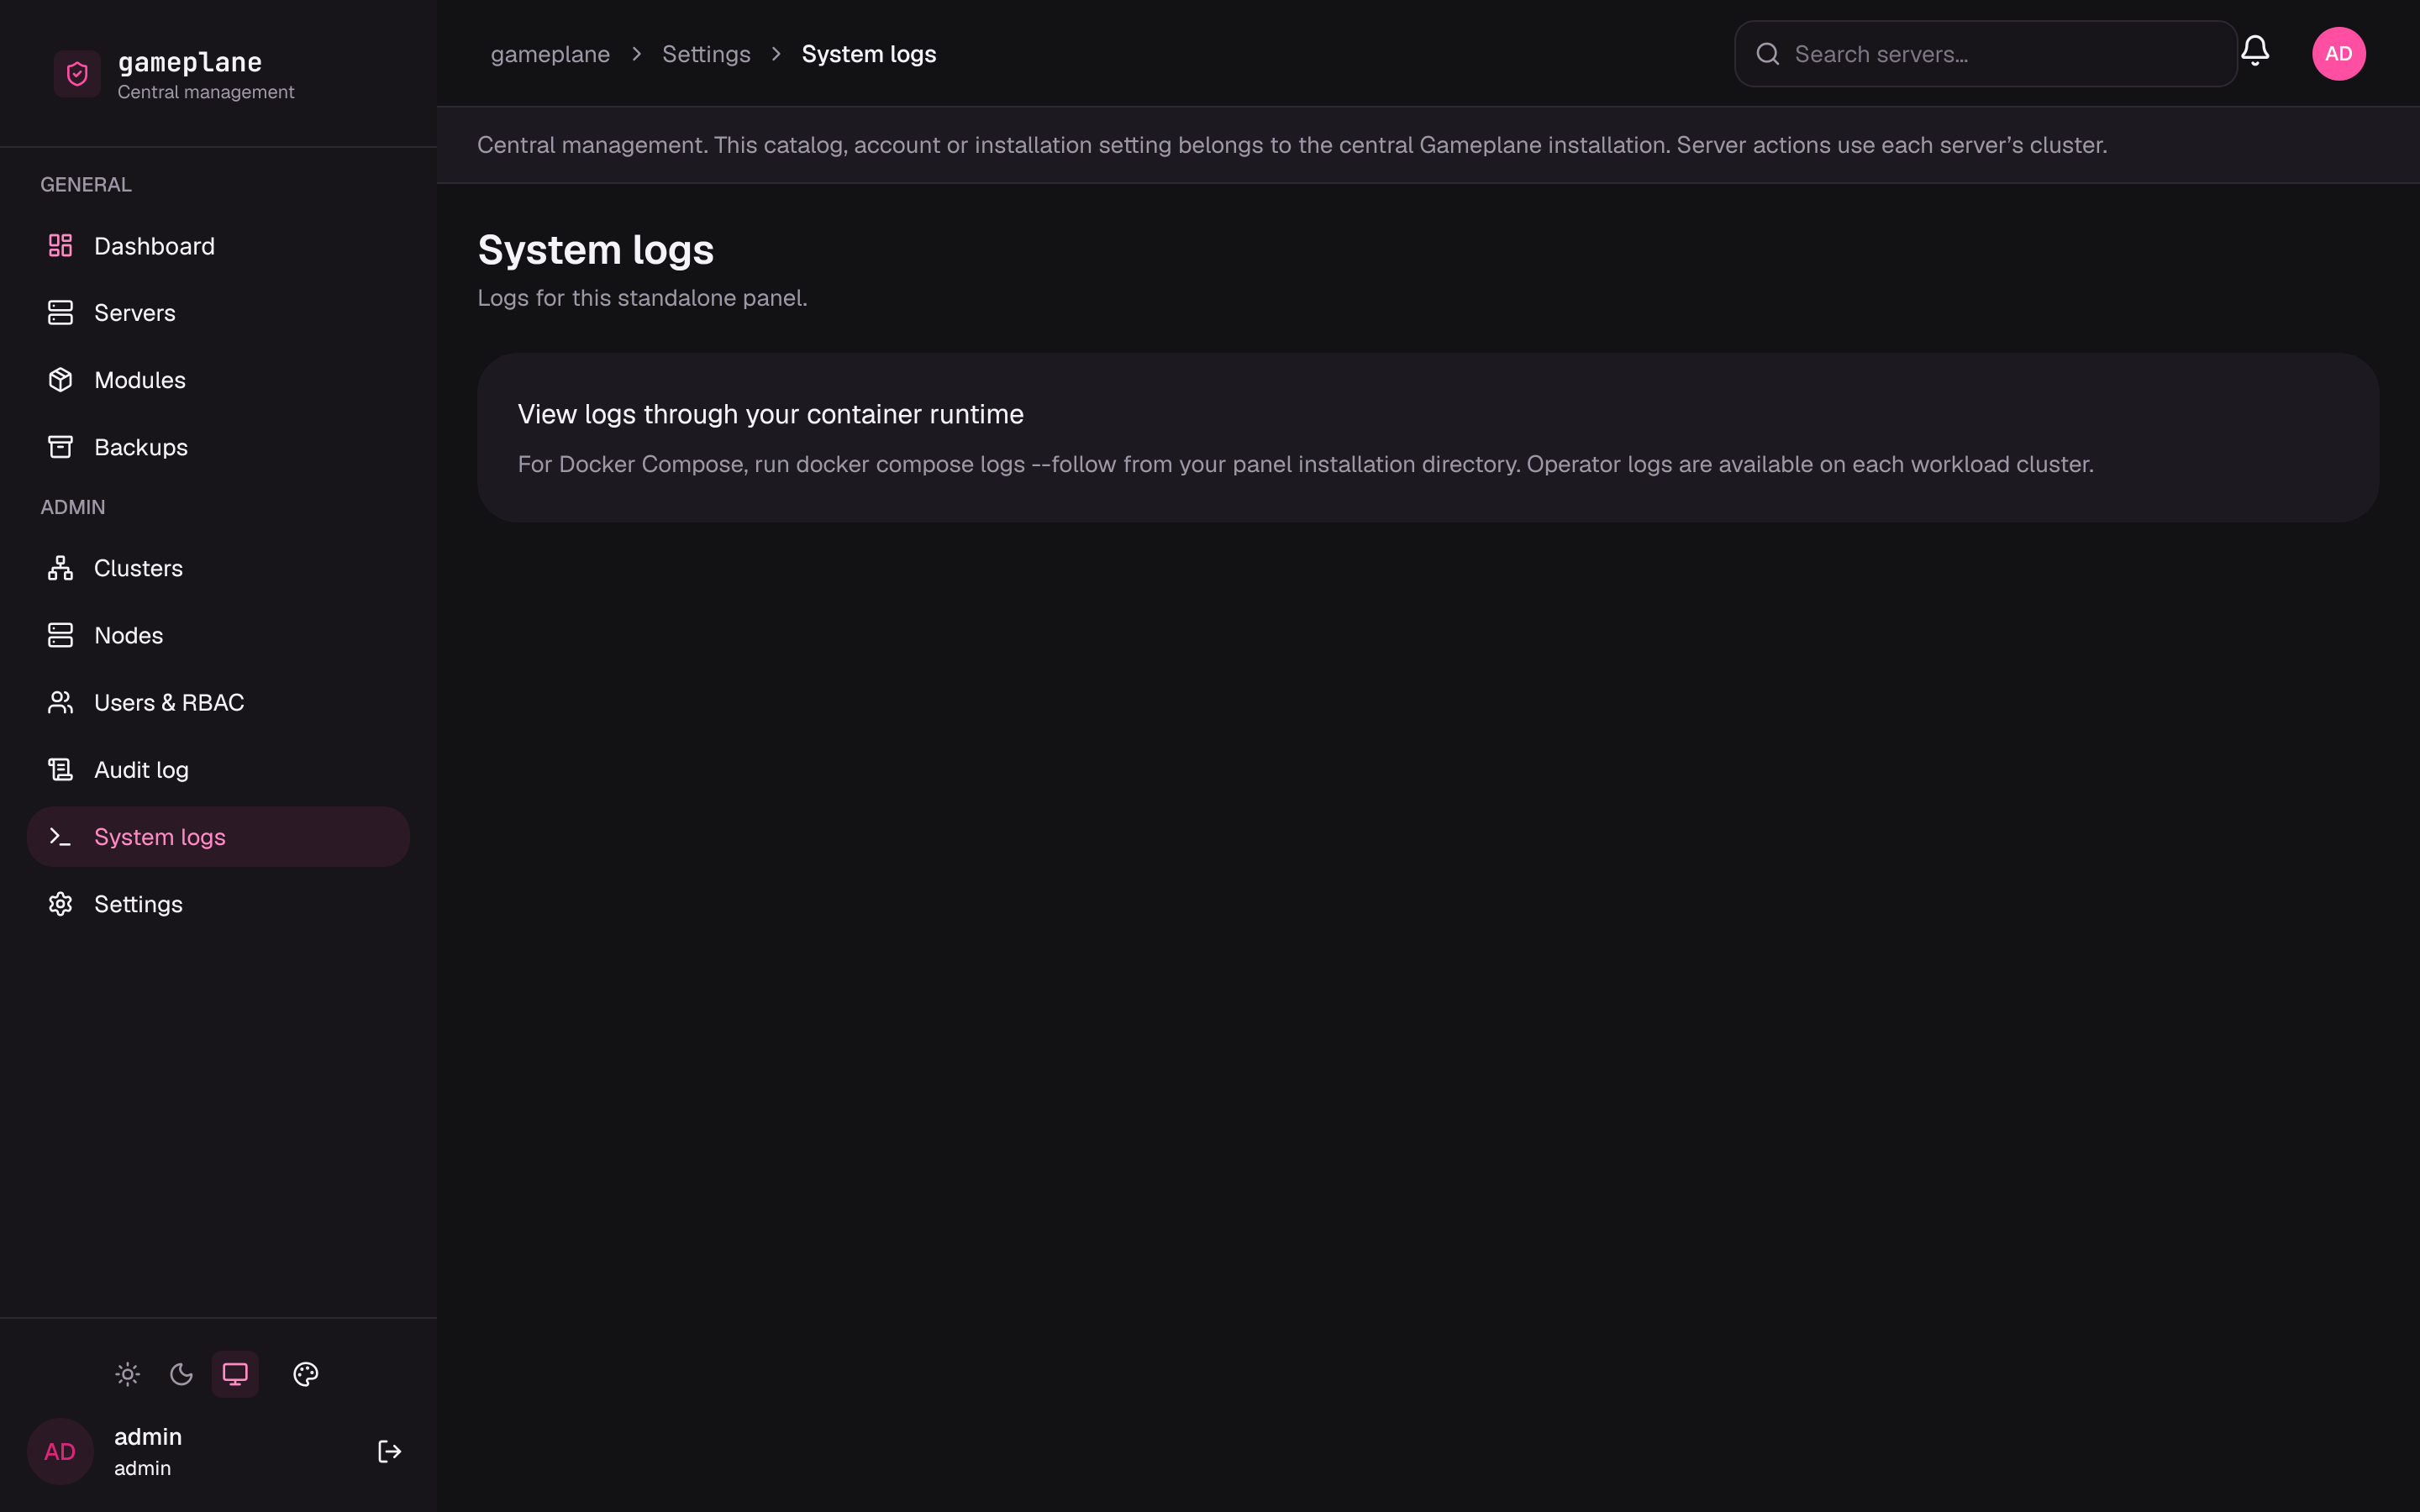 gameplane
Central management
GENERAL
Dashboard
Servers
Modules
Backups
ADMIN
Clusters
Nodes
Users & RBAC
Audit log
System logs
Settings
AD
admin
admin
gameplane > Settings > System logs
Search servers...
AD
Central management. This catalog, account or installation setting belongs to the central Gameplane installation. Server actions use each server’s cluster.
System logs
Logs for this standalone panel.
View logs through your container runtime
For Docker Compose, run docker compose logs --follow from your panel installation directory. Operator logs are available on each workload cluster.